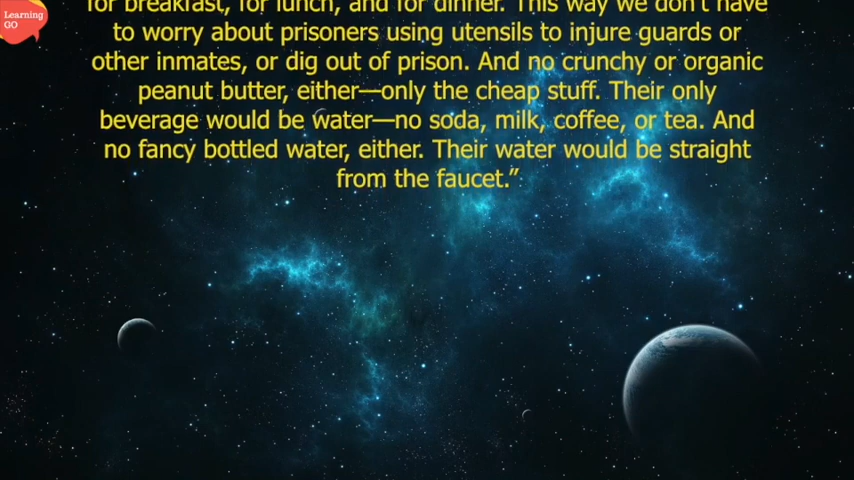 Learning
GO
for breakfast, for lunch, and for dinner. This way we don't have
to worry about prisoners using utensils to injure guards or
other inmates, or dig out of prison. And no crunchy or organic
peanut butter, either—only the cheap stuff. Their only
beverage would be water—no soda, milk, coffee, or tea. And
no fancy bottled water, either. Their water would be straight
from the faucet.”